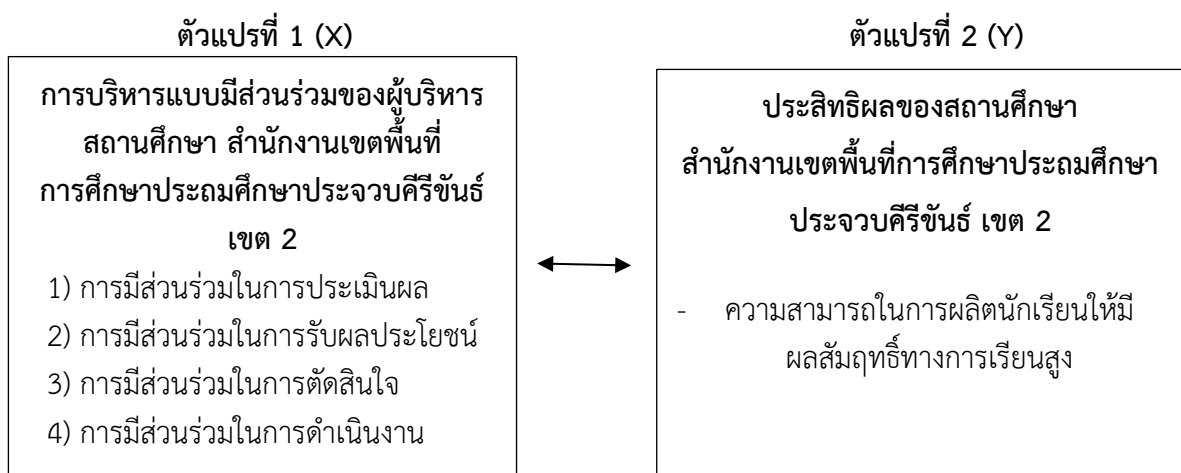 ตัวแปรที่ 1 (X)
การบริหารแบบมีส่วนร่วมของผู้บริหาร
สถานศึกษา สำนักงานเขตพื้นที่
การศึกษาประถมศึกษาประจวบคีรีขันธ์
เขต 2
1) การมีส่วนร่วมในการประเมินผล
2) การมีส่วนร่วมในการรับผลประโยชน์
3) การมีส่วนร่วมในการตัดสินใจ
4) การมีส่วนร่วมในการดำเนินงาน
ตัวแปรที่ 2 (Y)
ประสิทธิผลของสถานศึกษา
สำนักงานเขตพื้นที่การศึกษาประถมศึกษา
ประจวบคีรีขันธ์ เขต 2
- ความสามารถในการผลิตนักเรียนให้มี
ผลสัมฤทธิ์ทางการเรียนสูง